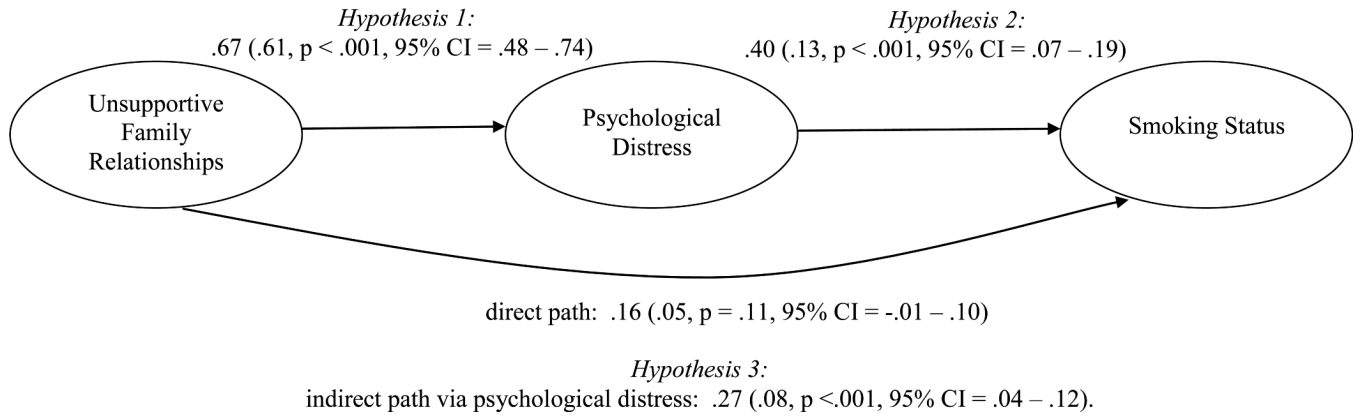 Hypothesis 1:
.67 (.61, p < .001, 95% CI = .48 – .74)
Hypothesis 2:
.40 (.13, p < .001, 95% CI = .07 – .19)
Unsupportive
Family
Relationships
Psychological
Distress
Smoking Status
direct path: .16 (.05, p = .11, 95% CI = -.01 – .10)
Hypothesis 3:
indirect path via psychological distress: .27 (.08, p <.001, 95% CI = .04 – .12).